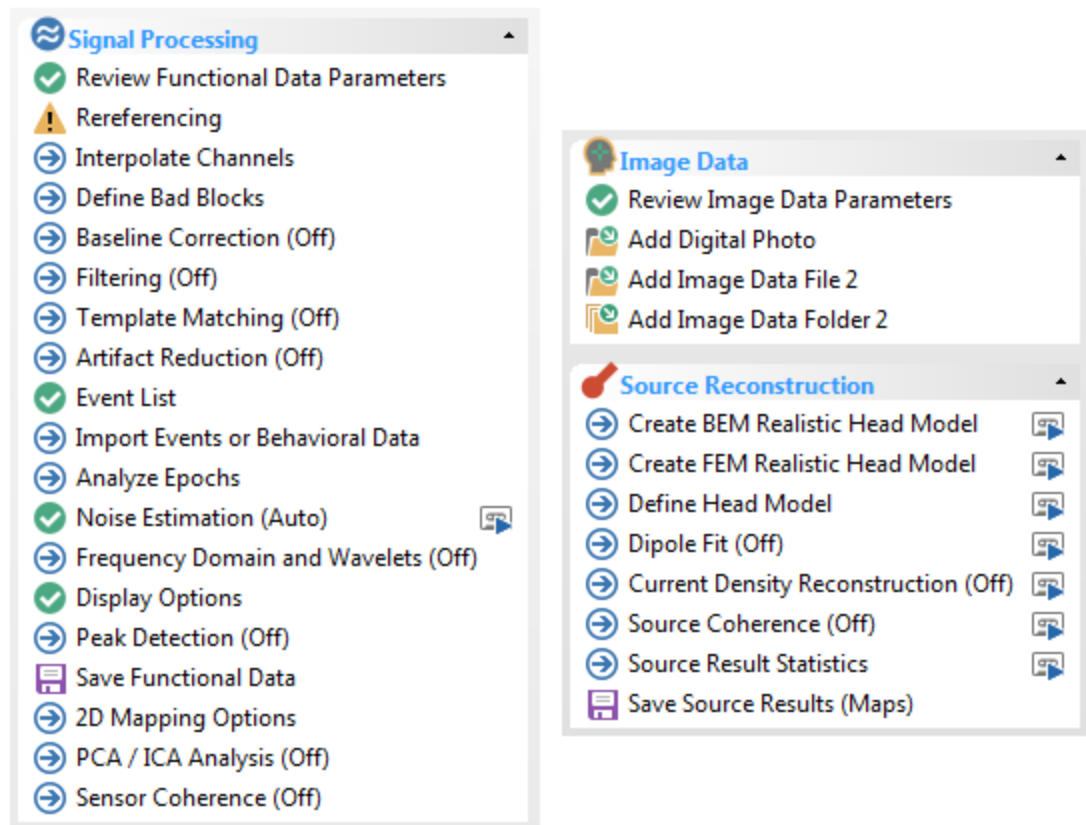 Signal Processing
Review Functional Data Parameters
Rereferencing
Interpolate Channels
Define Bad Blocks
Baseline Correction (Off)
Filtering (Off)
Template Matching (Off)
Artifact Reduction (Off)
Event List
Import Events or Behavioral Data
Analyze Epochs
Noise Estimation (Auto)
Frequency Domain and Wavelets (Off)
Display Options
Peak Detection (Off)
Save Functional Data
2D Mapping Options
PCA / ICA Analysis (Off)
Sensor Coherence (Off)
Image Data
Review Image Data Parameters
Add Digital Photo
Add Image Data File 2
Add Image Data Folder 2
Source Reconstruction
Create BEM Realistic Head Model
Create FEM Realistic Head Model
Define Head Model
Dipole Fit (Off)
Current Density Reconstruction (Off)
Source Coherence (Off)
Source Result Statistics
Save Source Results (Maps)